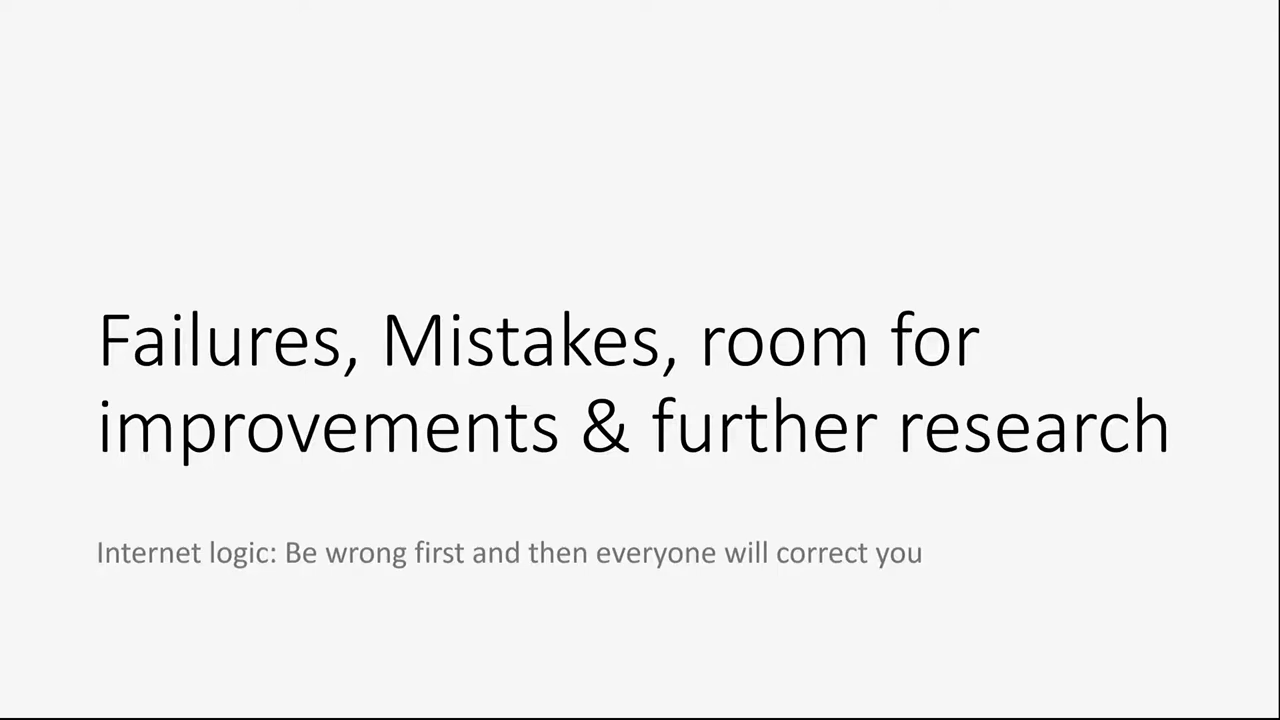 Failures, Mistakes, room for
improvements & further research
Internet logic: Be wrong first and then everyone will correct you